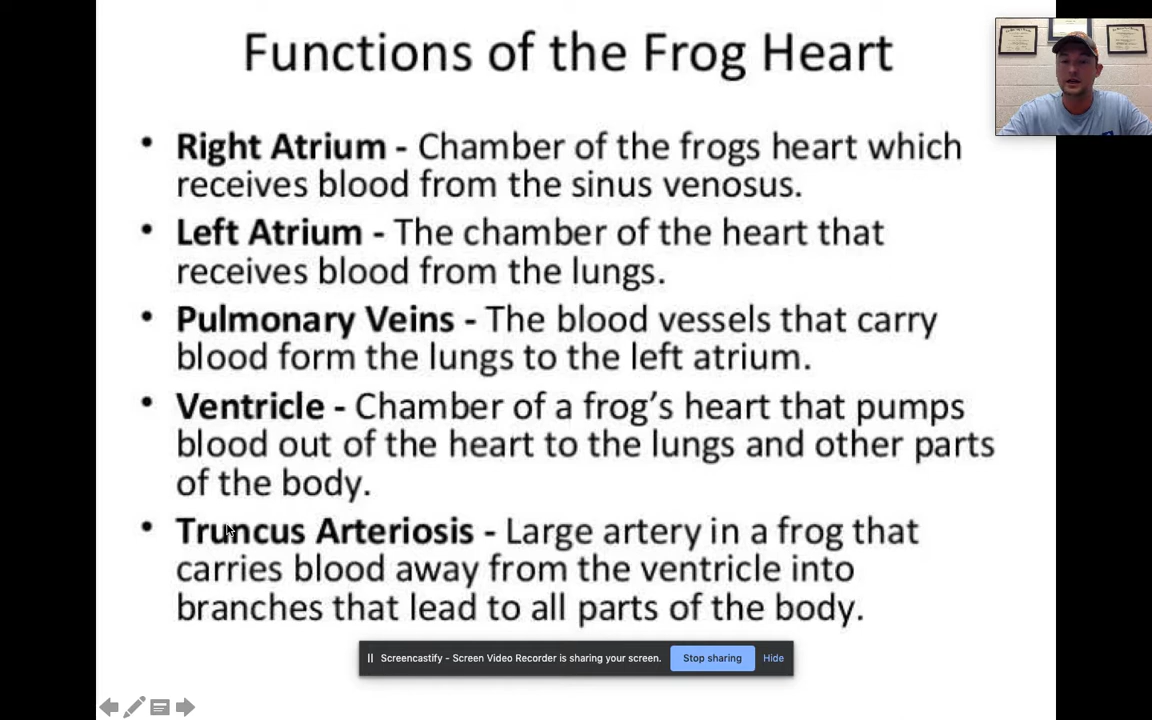 Functions of the Frog Heart
• Right Atrium - Chamber of the frogs heart which
receives blood from the sinus venosus.
• Left Atrium - The chamber of the heart that
receives blood from the lungs.
• Pulmonary Veins - The blood vessels that carry
blood form the lungs to the left atrium.
• Ventricle - Chamber of a frog’s heart that pumps
blood out of the heart to the lungs and other parts
of the body.
• Truncus Arteriosis - Large artery in a frog that
carries blood away from the ventricle into
branches that lead to all parts of the body.
Screencastify - Screen Video Recorder is sharing your screen. Stop sharing Hide